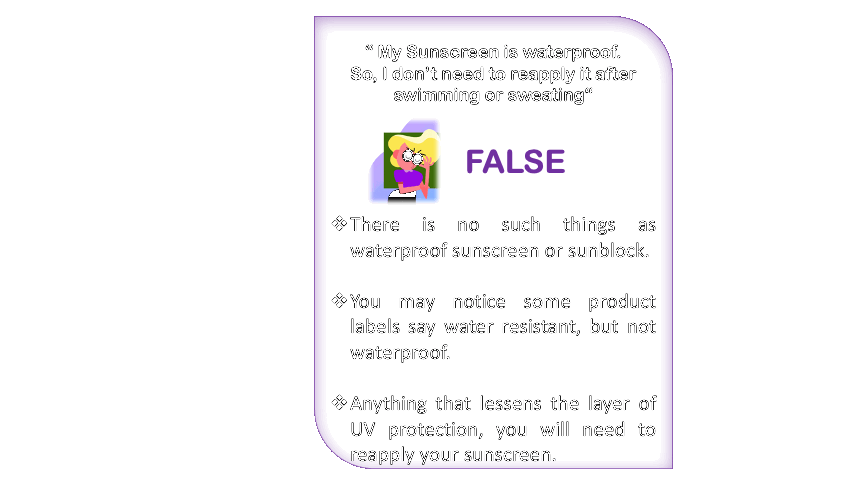 “ My Sunscreen is waterproof.
So, I don’t need to reapply it after
swimming or sweating“
FALSE
❖There is no such things as
waterproof sunscreen or sunblock.
❖You may notice some product
labels say water resistant, but not
waterproof.
❖Anything that lessens the layer of
UV protection, you will need to
reapply your sunscreen.